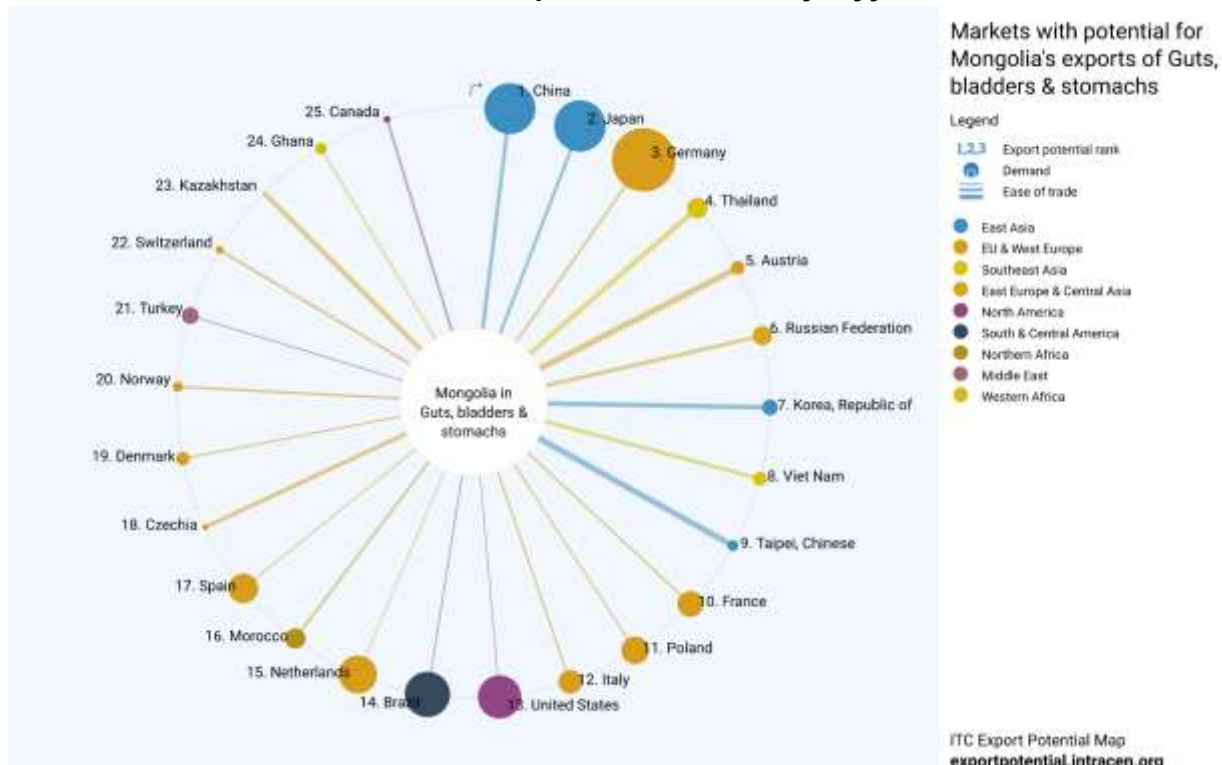 Markets with potential for
Mongolia's exports of Guts,
bladders & stomachs
Legend
1,2,3 Export potential rank
Demand
Ease of trade
East Asia
EU & West Europe
Southeast Asia
East Europe & Central Asia
North America
South & Central America
Northern Africa
Middle East
Western Africa
1. China
2. Japan
3. Germany
4. Thailand
5. Austria
6. Russian Federation
7. Korea, Republic of
8. Viet Nam
9. Taipei, Chinese
10. France
11. Poland
12. Italy
13. United States
14. Brazil
15. Netherlands
16. Morocco
17. Spain
18. Czechia
19. Denmark
20. Norway
21. Turkey
22. Switzerland
23. Kazakhstan
24. Ghana
25. Canada
Mongolia in
Guts, bladders &
stomachs
ITC Export Potential Map
exportpotential.intracen.org